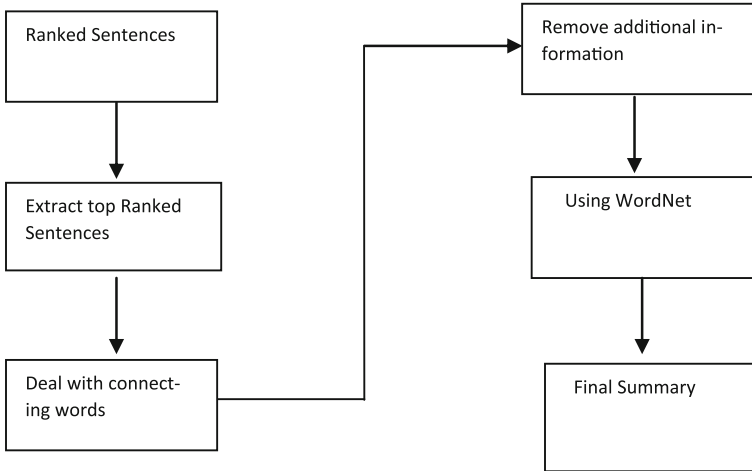 Ranked Sentences
Extract top Ranked
Sentences
Deal with connect-
ing words
Remove additional in-
formation
Using WordNet
Final Summary